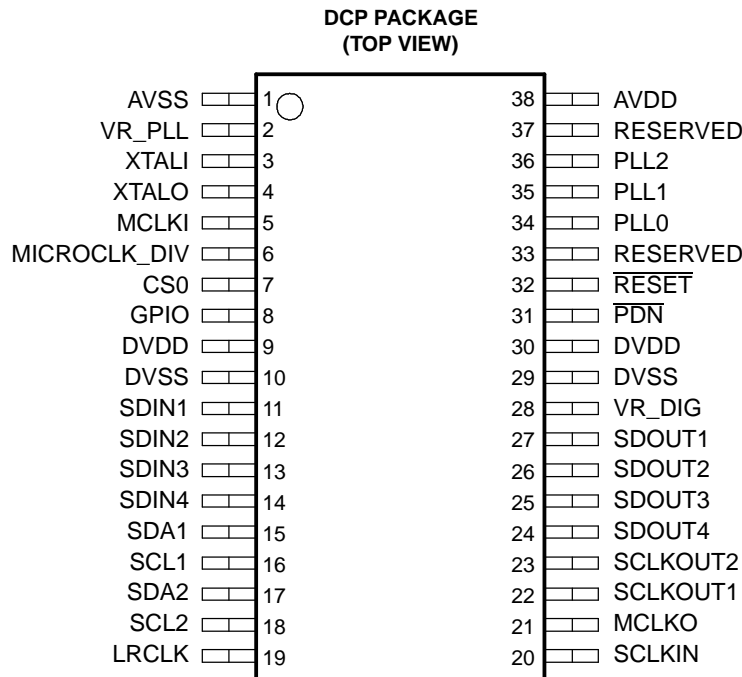 DCP PACKAGE
(TOP VIEW)
AVSS 1 38 AVDD
VR_PLL 2 37 RESERVED
XTALI 3 36 PLL2
XTALO 4 35 PLL1
MCLKI 5 34 PLL0
MICROCLK_DIV 6 33 RESERVED
CS0 7 32 RESET
GPIO 8 31 PDN
DVDD 9 30 DVDD
DVSS 10 29 DVSS
SDIN1 11 28 VR_DIG
SDIN2 12 27 SDOUT1
SDIN3 13 26 SDOUT2
SDIN4 14 25 SDOUT3
SDA1 15 24 SDOUT4
SCL1 16 23 SCLKOUT2
SDA2 17 22 SCLKOUT1
SCL2 18 21 MCLKO
LRCLK 19 20 SCLKIN